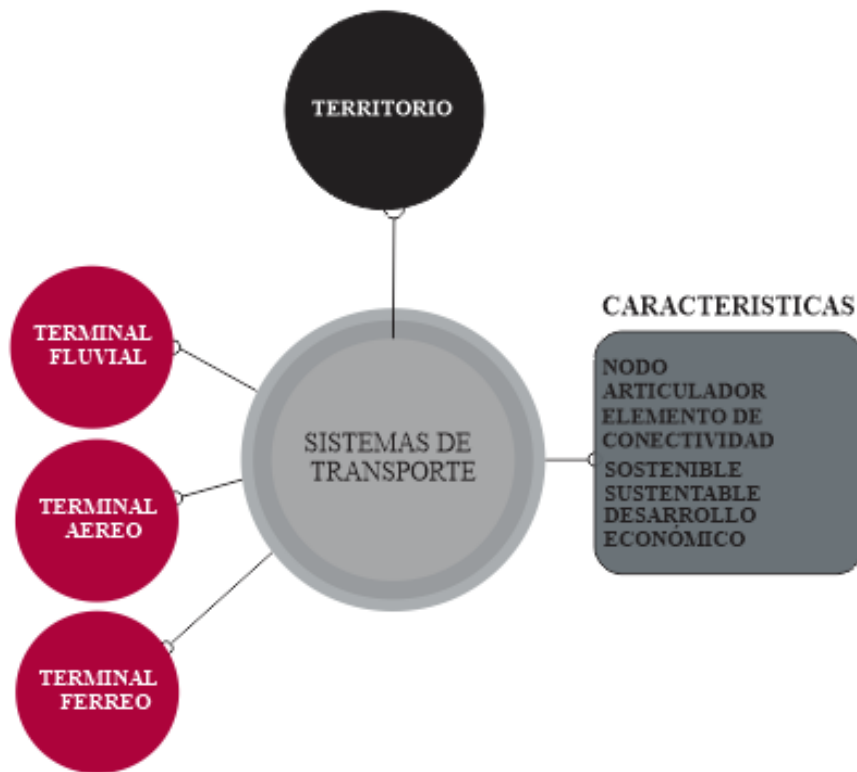 TERRITORIO
TERMINAL
FLUVIAL
TERMINAL
AEREO
TERMINAL
FERREO
SISTEMAS DE
TRANSPORTE
CARACTERISTICAS
NODO
ARTICULADOR
ELEMENTO DE
CONECTIVIDAD
SOSTENIBLE
SUSTENTABLE
DESARROLLO
ECONÓMICO